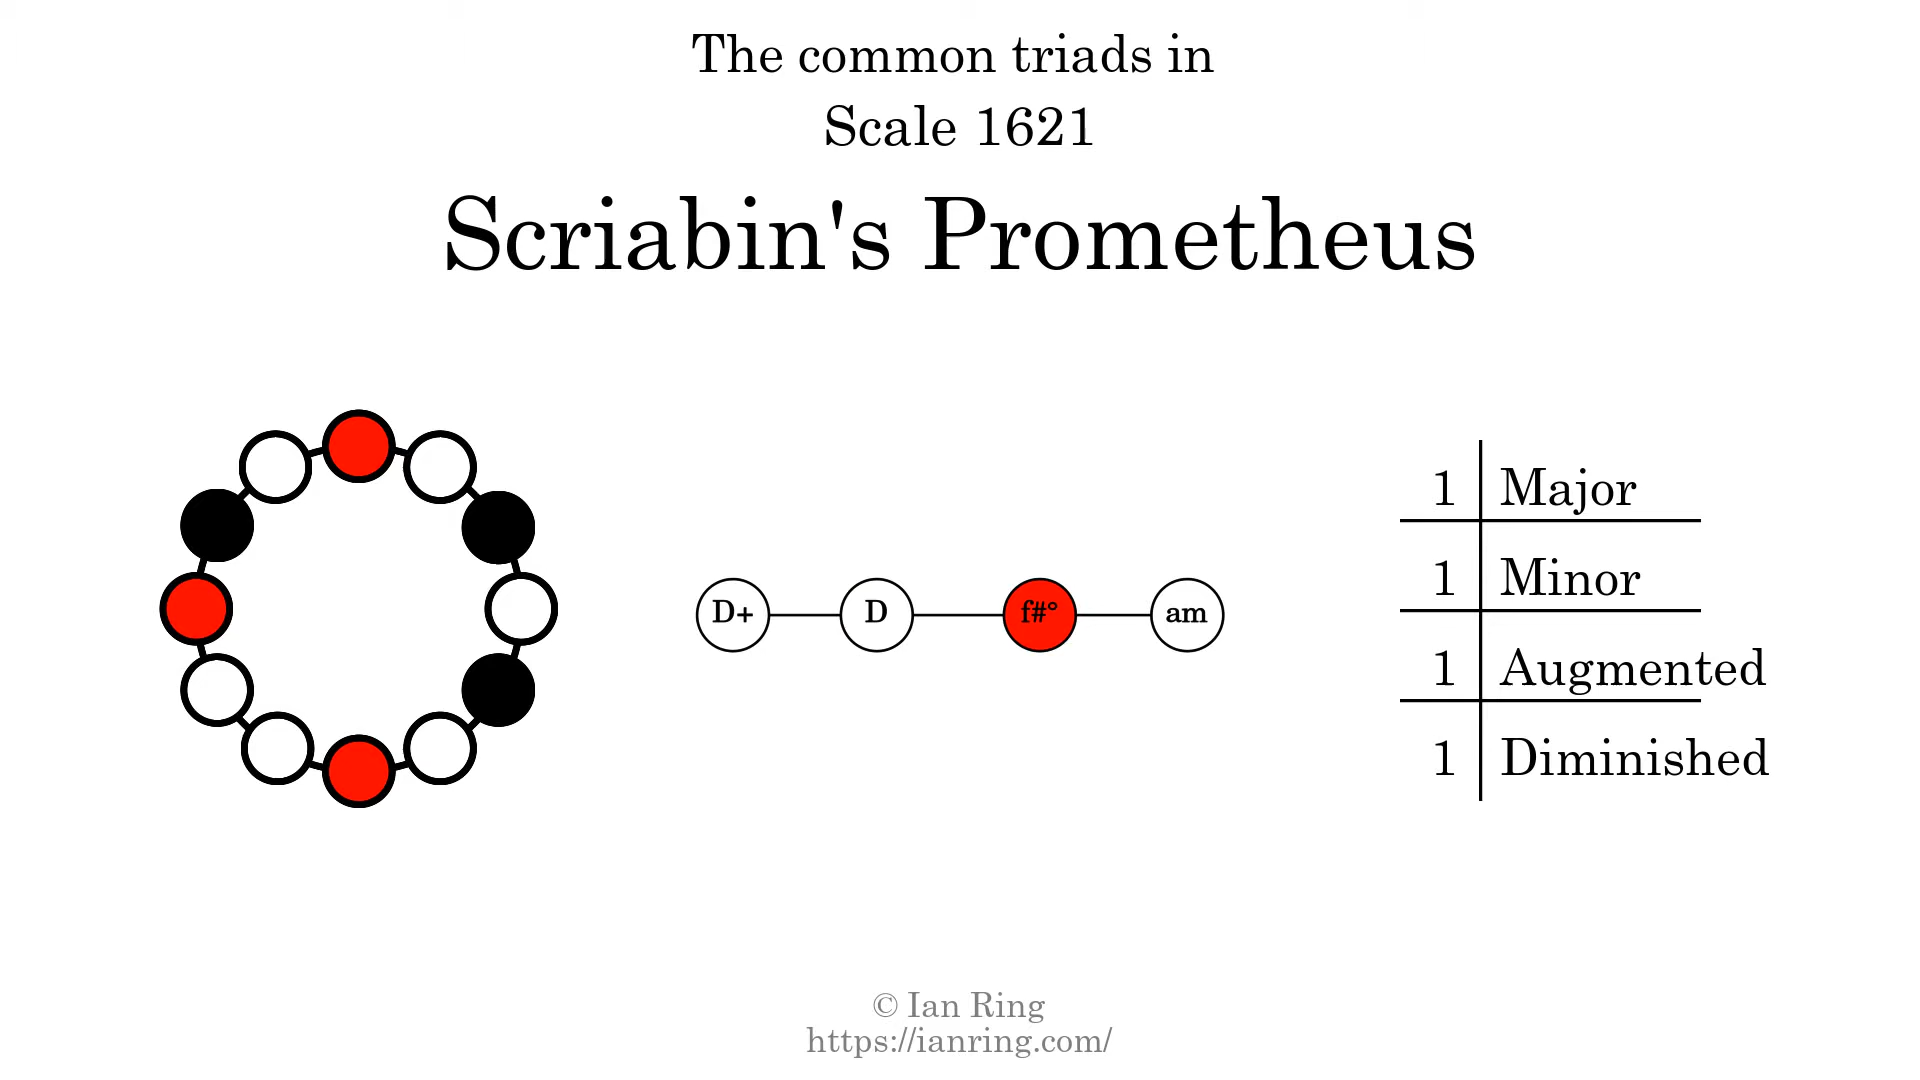 The common triads in
Scale 1621
Scriabin's Prometheus
D+
D
f#°
am
1 Major
1 Minor
1 Augmented
1 Diminished
© Ian Ring
https://ianring.com/